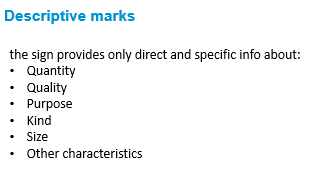 Descriptive marks
the sign provides only direct and specific info about:
• Quantity
• Quality
• Purpose
• Kind
• Size
• Other characteristics